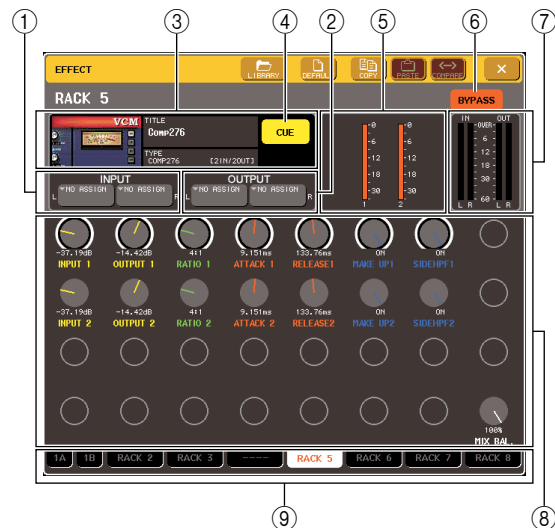 ① ③ ② ④ ⑤ ⑥ ⑦
EFFECT LIBRARY DEFAUL COPY PASTE COMPARE ×
RACK 5 BYPASS
VCM TITLE
Comp276
CUE
TYPE
COMP276 [2IN/2OUT]
INPUT
L NO ASSIGN NO ASSIGN R
OUTPUT
L NO ASSIGN NO ASSIGN R
-0 -0
-6 -6
-12 -12
-18 -18
-30 -30
1 2
IN OUT
-OVER-
- 6 -
- 12 -
- 18 -
- 30 -
60
L R L R
-37.19dB -14.42dB 4:1 9.151ms 133.76ms ON ON
INPUT 1 OUTPUT 1 RATIO 1 ATTACK 1 RELEASE1 MAKE UP1 SIDEHPF1
-37.19dB -14.42dB 4:1 9.151ms 133.76ms ON ON
INPUT 2 OUTPUT 2 RATIO 2 ATTACK 2 RELEASE2 MAKE UP2 SIDEHPF2
100%
MIX BAL.
1A 1B RACK 2 RACK 3 ---- RACK 5 RACK 6 RACK 7 RACK 8
⑨ ⑧